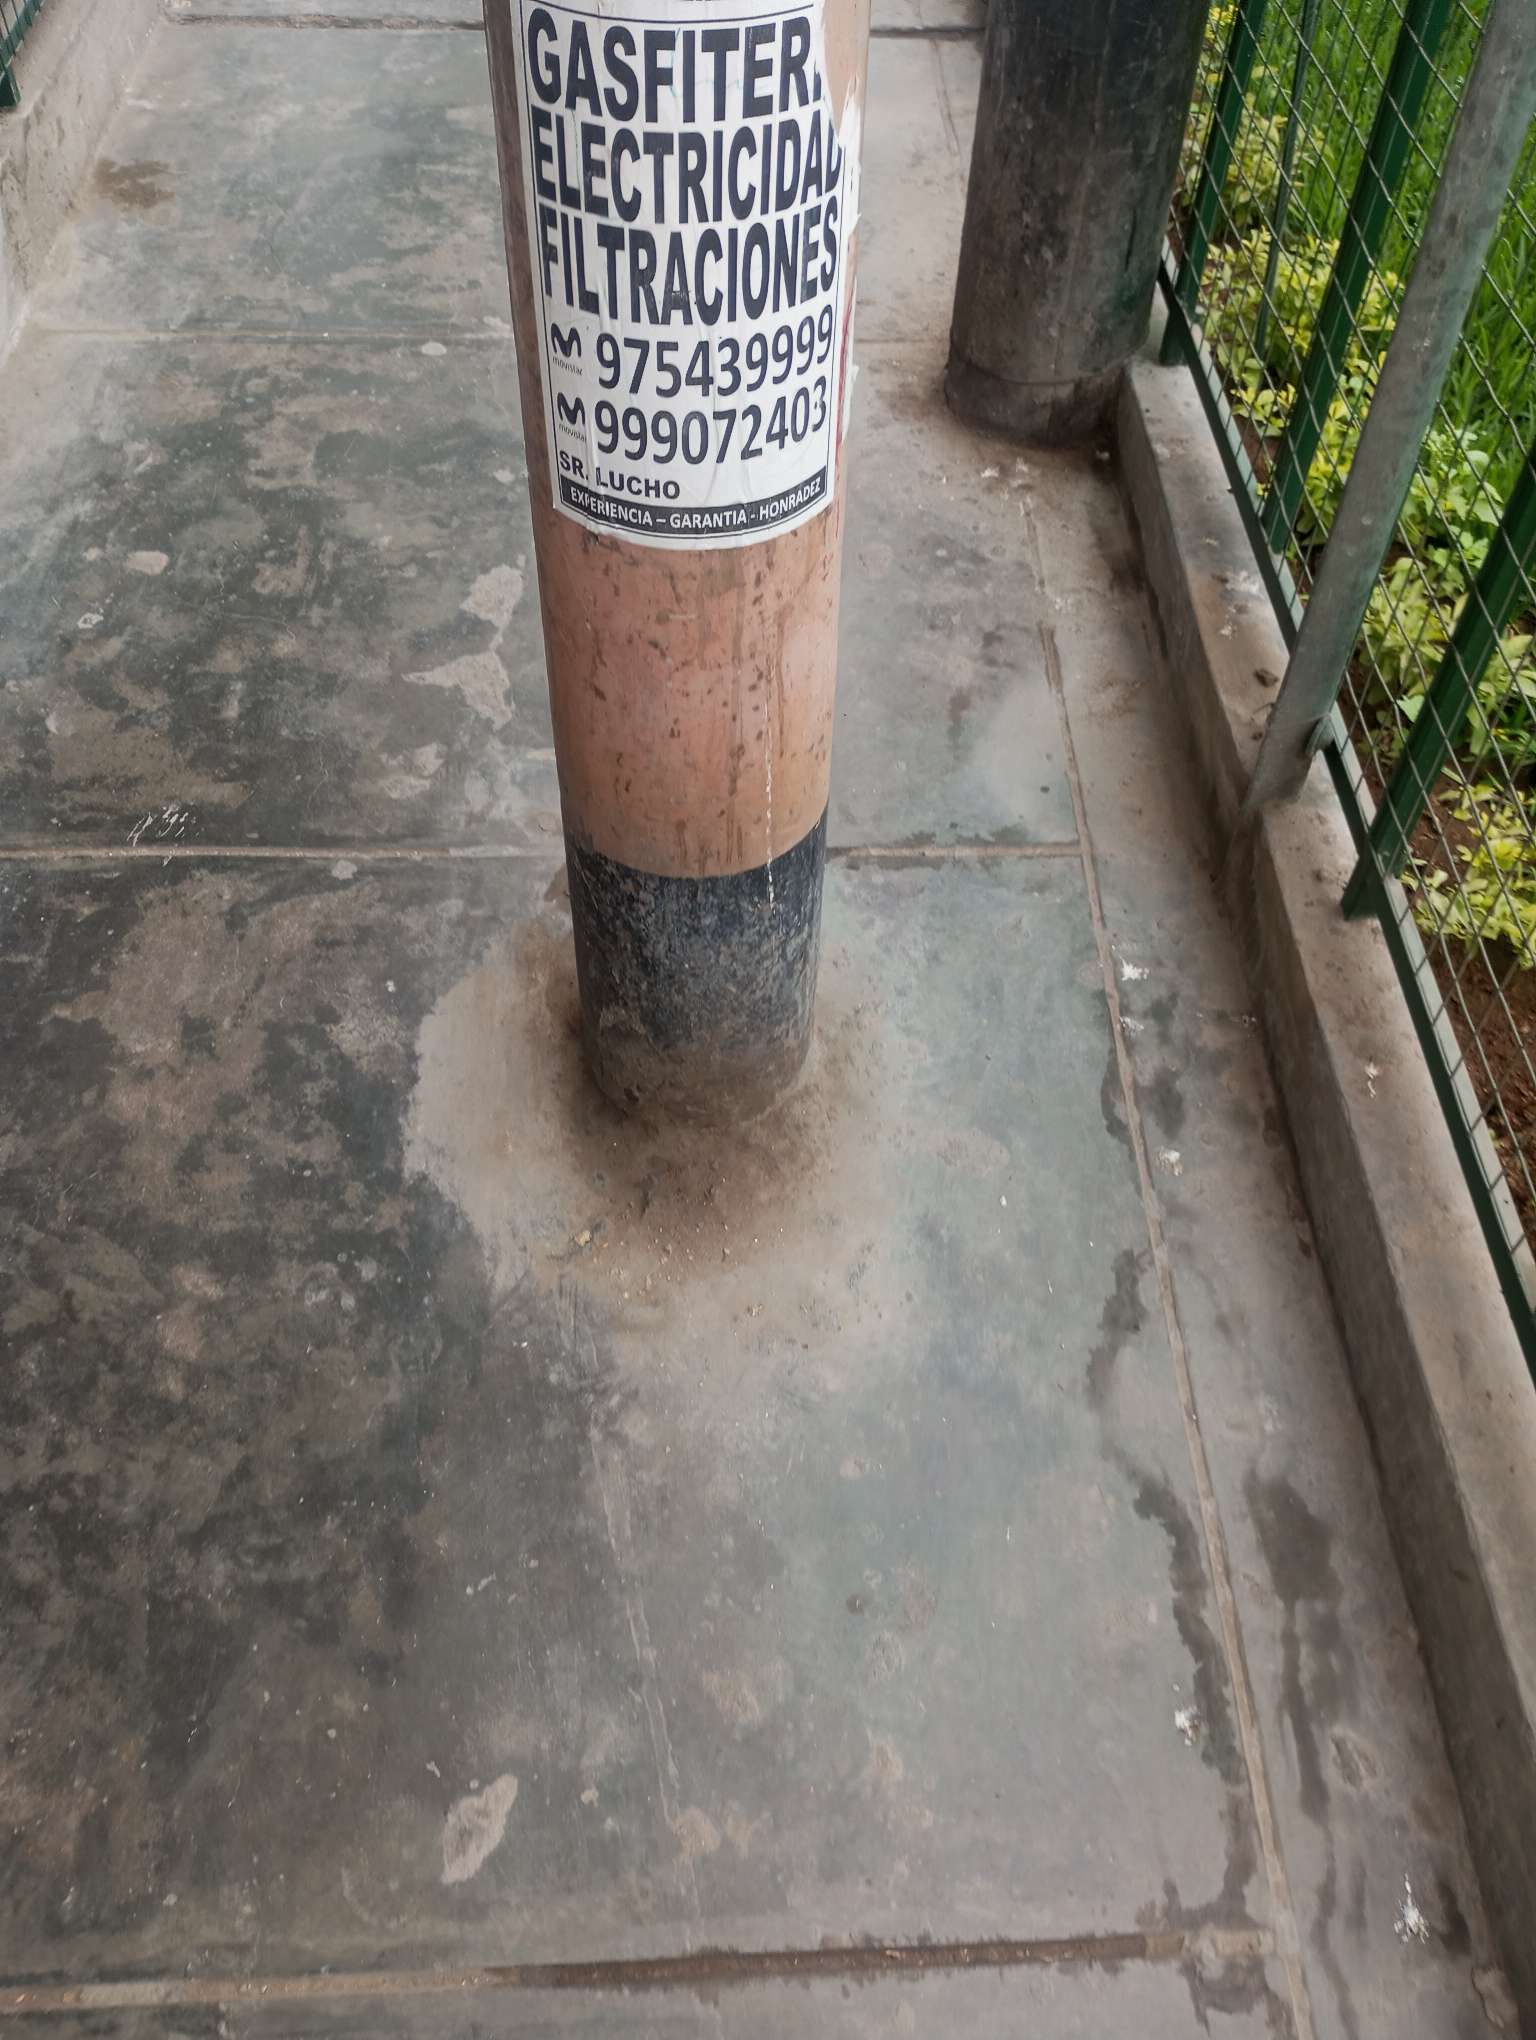 GASFITER
ELECTRICIDAD
FILTRACIONES
movistar 975439999
movistar 999072403
SR. LUCHO
EXPERIENCIA – GARANTIA - HONRADEZ